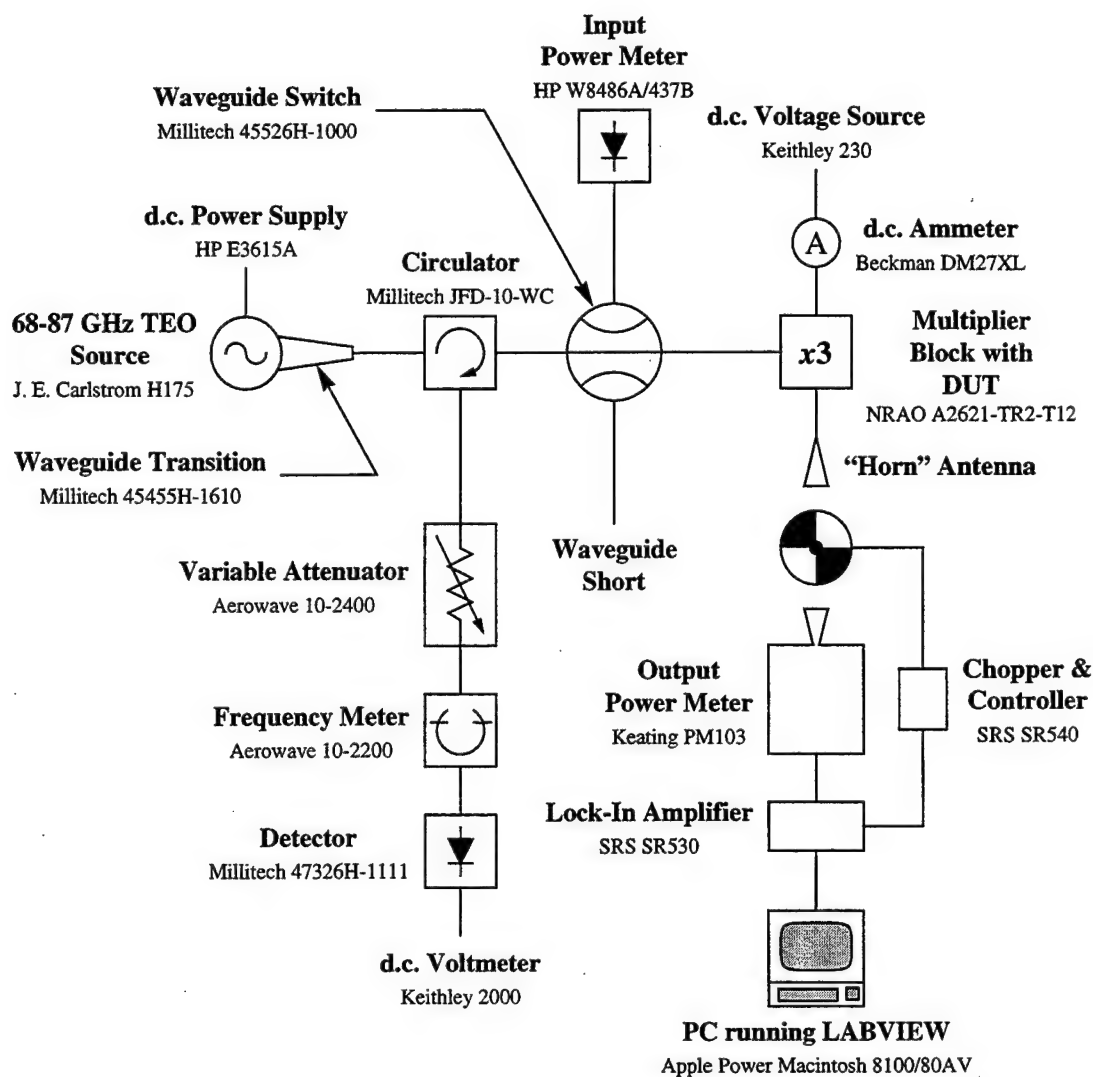 Input
Power Meter
HP W8486A/437B
Waveguide Switch
Millitech 45526H-1000
d.c. Voltage Source
Keithley 230
d.c. Power Supply
HP E3615A
A
d.c. Ammeter
Beckman DM27XL
Circulator
Millitech JFD-10-WC
68-87 GHz TEO
Source
J. E. Carlstrom H175
x3
Multiplier
Block with
DUT
NRAO A2621-TR2-T12
Waveguide Transition
Millitech 45455H-1610
“Horn” Antenna
Waveguide
Short
Variable Attenuator
Aerowave 10-2400
Output
Power Meter
Keating PM103
Chopper &
Controller
SRS SR540
Frequency Meter
Aerowave 10-2200
Lock-In Amplifier
SRS SR530
Detector
Millitech 47326H-1111
d.c. Voltmeter
Keithley 2000
PC running LABVIEW
Apple Power Macintosh 8100/80AV